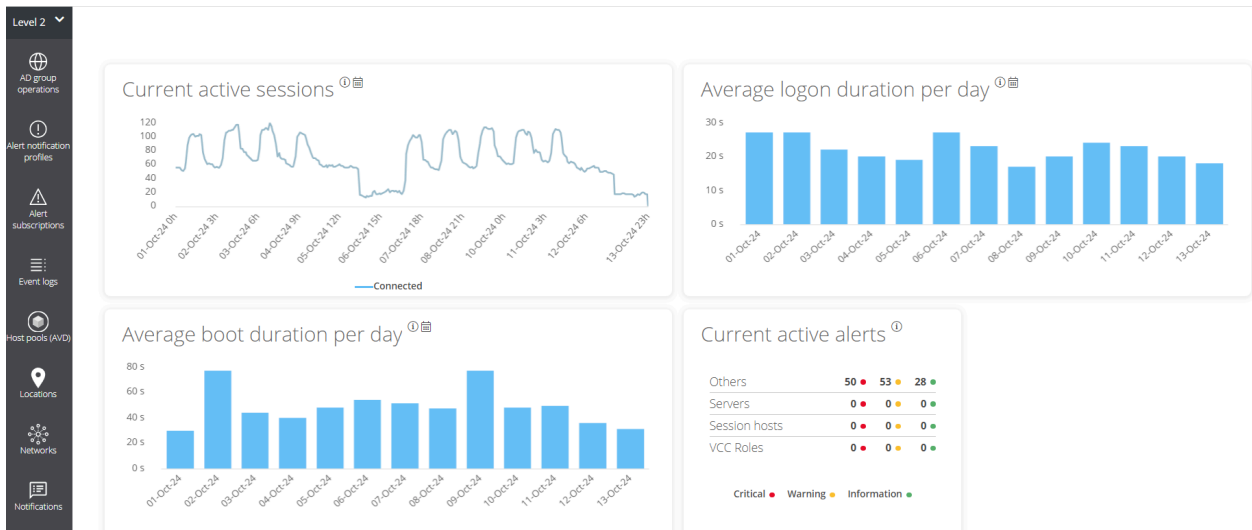 Level 2
AD group
operations
Alert notification
profiles
Alert
subscriptions
Event logs
Host pools (AVD)
Locations
Networks
Notifications
Current active sessions
120
100
80
60
40
20
0
01-Oct-24 0h
02-Oct-24 3h
03-Oct-24 6h
04-Oct-24 9h
05-Oct-24 12h
06-Oct-24 15h
07-Oct-24 18h
08-Oct-24 21h
10-Oct-24 0h
11-Oct-24 3h
12-Oct-24 6h
13-Oct-24 23h
Connected
Average logon duration per day
30 s
20 s
10 s
0 s
01-Oct-24
02-Oct-24
03-Oct-24
04-Oct-24
05-Oct-24
06-Oct-24
07-Oct-24
08-Oct-24
09-Oct-24
10-Oct-24
11-Oct-24
12-Oct-24
13-Oct-24
Average boot duration per day
80 s
60 s
40 s
20 s
0 s
01-Oct-24
02-Oct-24
03-Oct-24
04-Oct-24
05-Oct-24
06-Oct-24
07-Oct-24
08-Oct-24
09-Oct-24
10-Oct-24
11-Oct-24
12-Oct-24
13-Oct-24
Current active alerts
Others 50 53 28
Servers 0 0 0
Session hosts 0 0 0
VCC Roles 0 0 0
Critical Warning Information